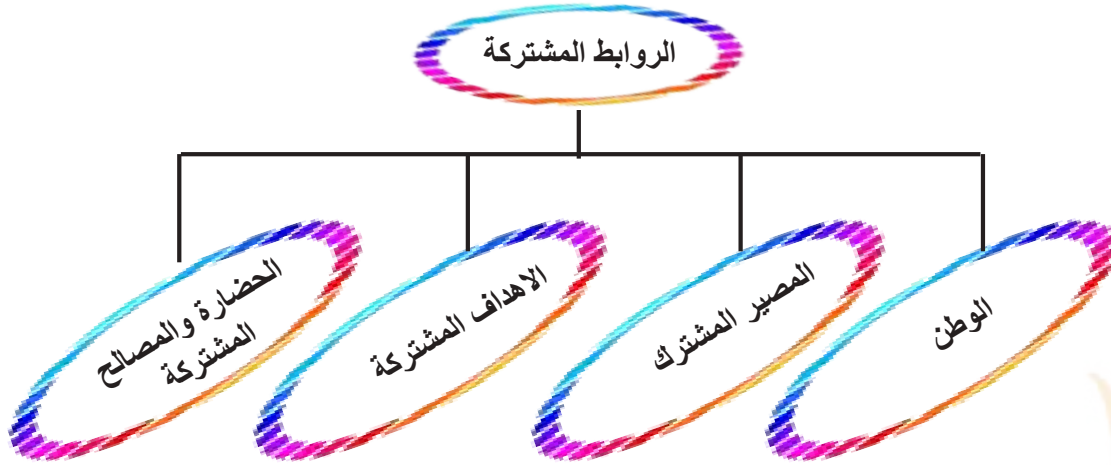 الروابط المشتركة
الوطن
المصير المشترك
الاهداف المشتركة
الحضارة والمصالح
المشتركة